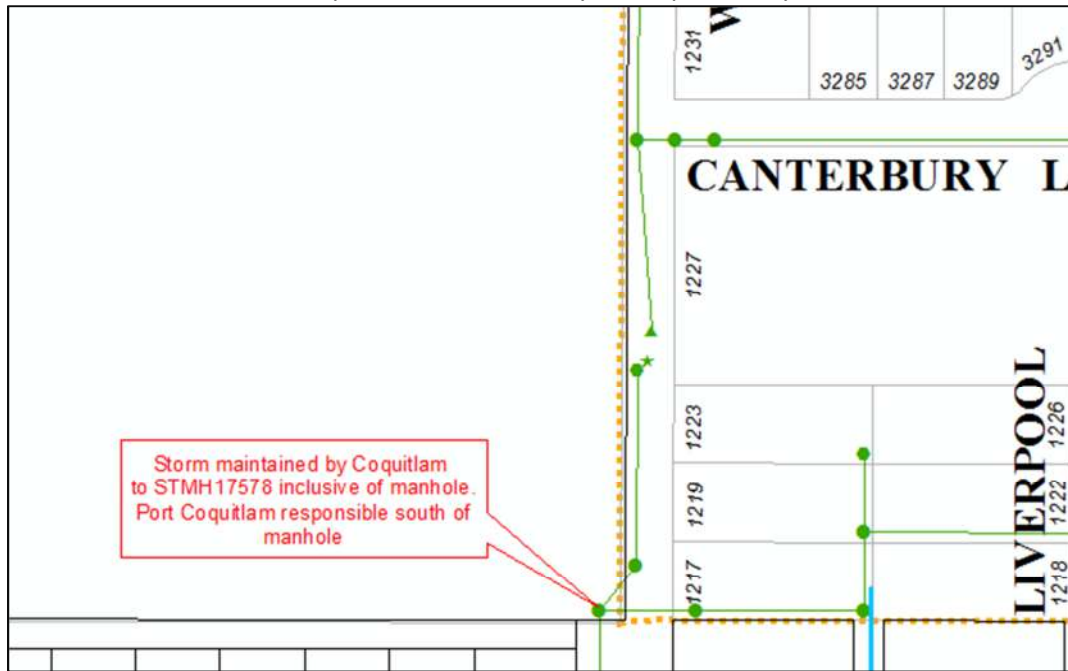 W
1231
3285
3287
3289
3291
CANTERBURY L
1227
1223
1226
1219
1222
1217
1218
LIVERPOOL
Storm maintained by Coquitlam
to STMH17578 inclusive of manhole.
Port Coquitlam responsible south of
manhole